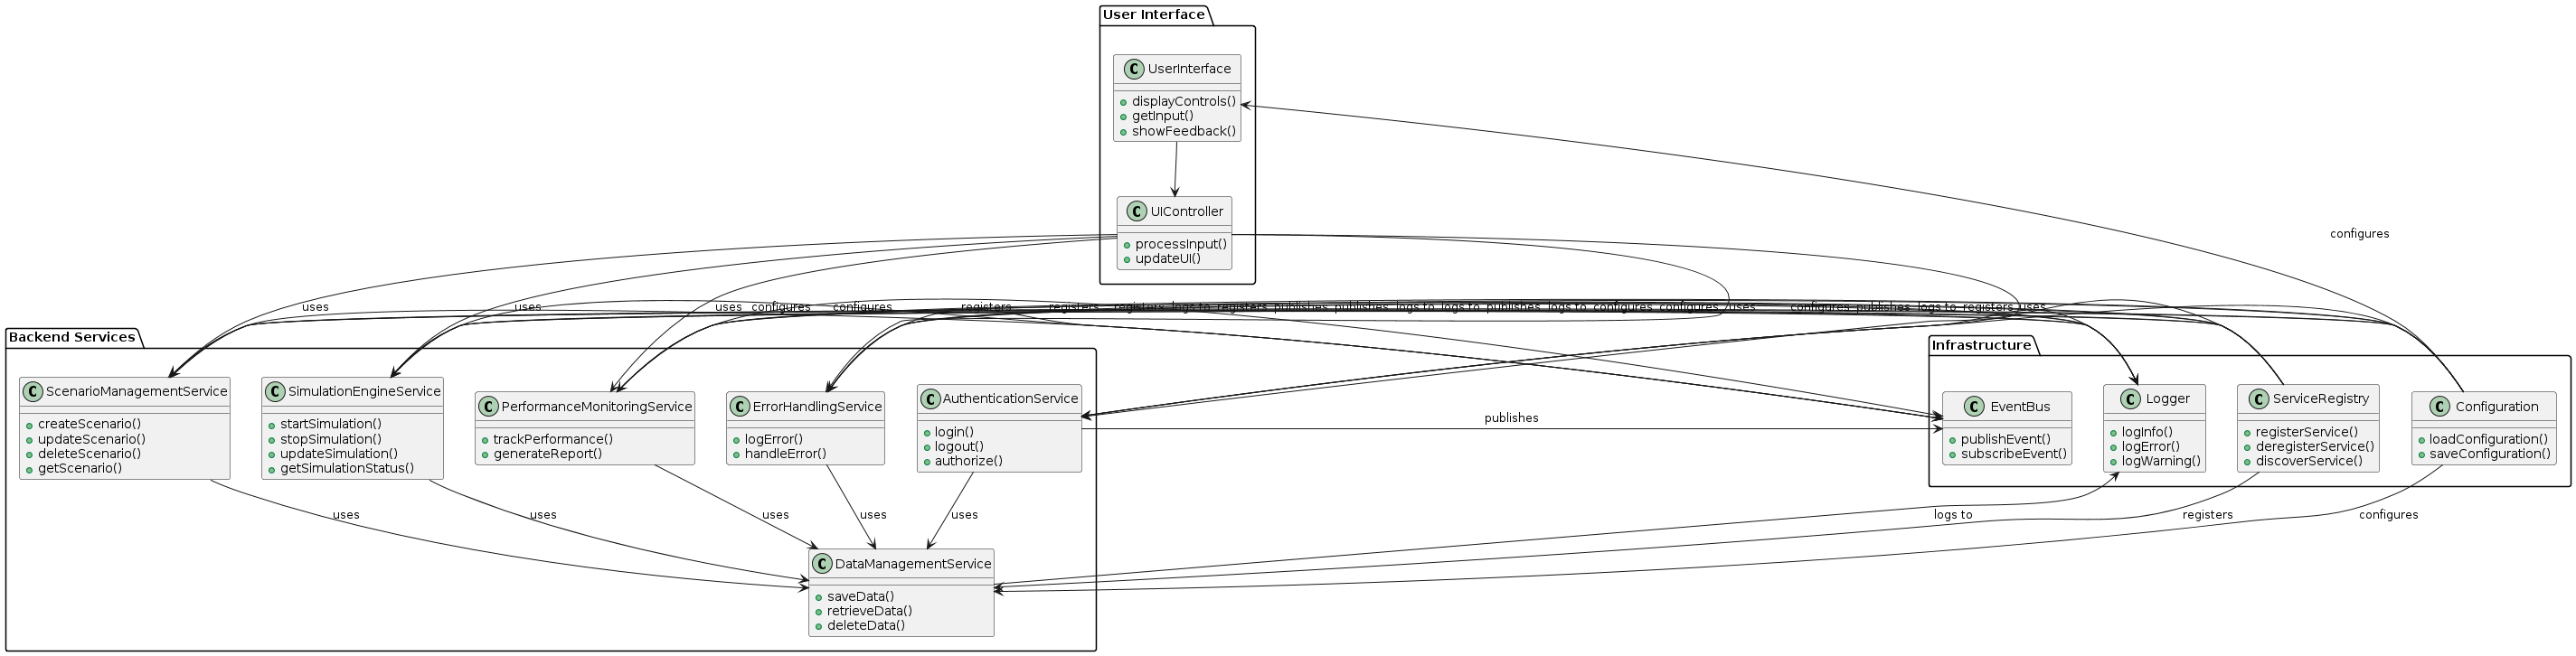 User Interface
C UserInterface
displayControls()
getInput()
showFeedback()
configures
C UIController
processInput()
updateUI()
uses
uses
uses configures configures registers registers registers logs to registers publishes publishes logs to logs to publishes logs to configures configures uses configures publishes logs to registers uses
Backend Services
Infrastructure
C ScenarioManagementService
createScenario()
updateScenario()
deleteScenario()
getScenario()
C SimulationEngineService
startSimulation()
stopSimulation()
updateSimulation()
getSimulationStatus()
C PerformanceMonitoringService
trackPerformance()
generateReport()
C ErrorHandlingService
logError()
handleError()
C AuthenticationService
login()
logout()
authorize()
publishes
C EventBus
publishEvent()
subscribeEvent()
C Logger
logInfo()
logError()
logWarning()
C ServiceRegistry
registerService()
deregisterService()
discoverService()
C Configuration
loadConfiguration()
saveConfiguration()
uses
uses
uses
uses
uses
logs to
registers
configures
C DataManagementService
saveData()
retrieveData()
deleteData()